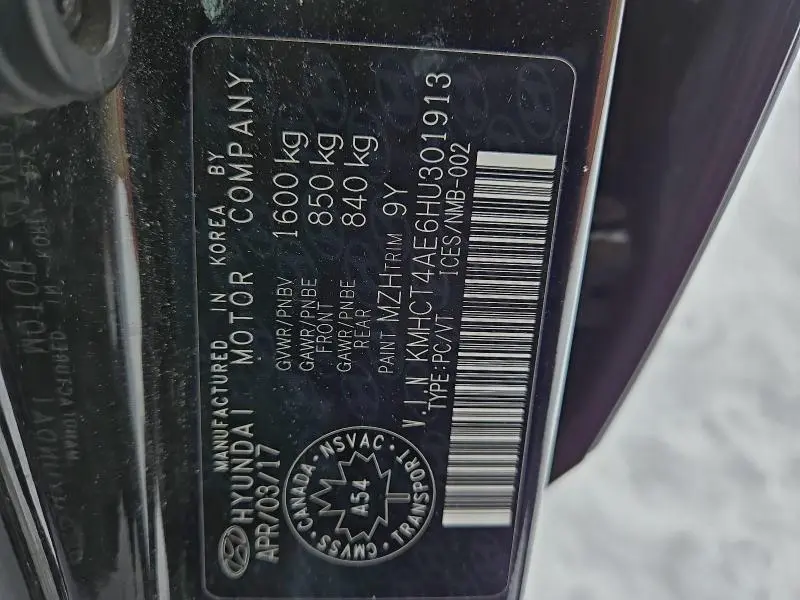 MANUFACTURED IN KOREA BY
HYUNDAI MOTOR COMPANY
APR/03/17
GVWR/PNBV 1600 kg
GAWR/PNBE FRONT 850 kg
GAWR/PNBE REAR 840 kg
PAINT MZH TRIM 9Y
CMVSS · CANADA · NSVAC · TRANSPORT ·
A54
V.I.N KMHCT4AE6HU301913
TYPE:PC/VT ICES/NMB-002